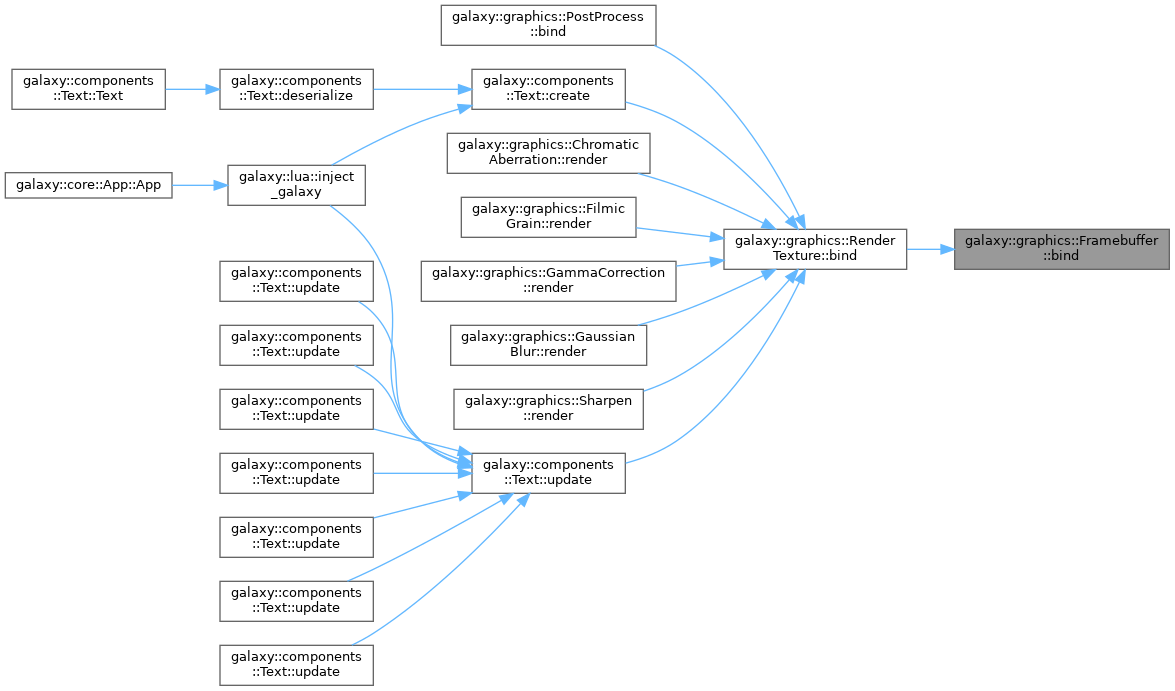 galaxy::graphics::PostProcess
::bind
galaxy::components
::Text::Text
galaxy::components
::Text::deserialize
galaxy::components
::Text::create
galaxy::graphics::Chromatic
Aberration::render
galaxy::core::App::App
galaxy::lua::inject
_galaxy
galaxy::graphics::Filmic
Grain::render
galaxy::graphics::Render
Texture::bind
galaxy::graphics::Framebuffer
::bind
galaxy::components
::Text::update
galaxy::graphics::GammaCorrection
::render
galaxy::components
::Text::update
galaxy::graphics::Gaussian
Blur::render
galaxy::components
::Text::update
galaxy::graphics::Sharpen
::render
galaxy::components
::Text::update
galaxy::components
::Text::update
galaxy::components
::Text::update
galaxy::components
::Text::update
galaxy::components
::Text::update